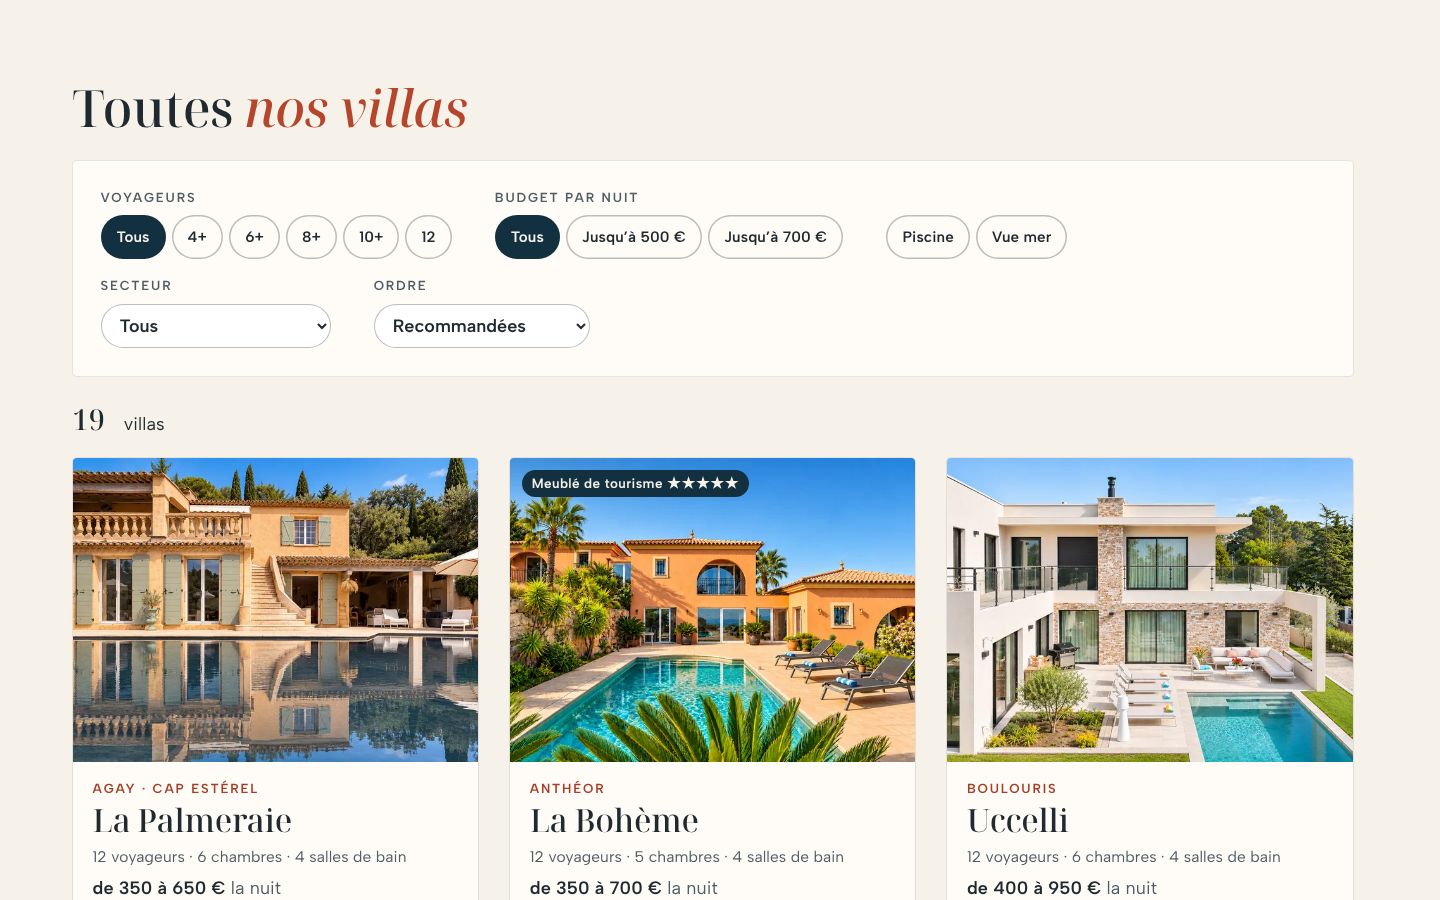 Toutes nos villas
VOYAGEURS
Tous 4+ 6+ 8+ 10+ 12
BUDGET PAR NUIT
Tous Jusqu’à 500 € Jusqu’à 700 €
Piscine Vue mer
SECTEUR
Tous
ORDRE
Recommandées
19 villas
AGAY · CAP ESTÉREL
La Palmeraie
12 voyageurs · 6 chambres · 4 salles de bain
de 350 à 650 € la nuit
Meublé de tourisme ★★★★★
ANTHÉOR
La Bohème
12 voyageurs · 5 chambres · 4 salles de bain
de 350 à 700 € la nuit
BOULOURIS
Uccelli
12 voyageurs · 6 chambres · 4 salles de bain
de 400 à 950 € la nuit